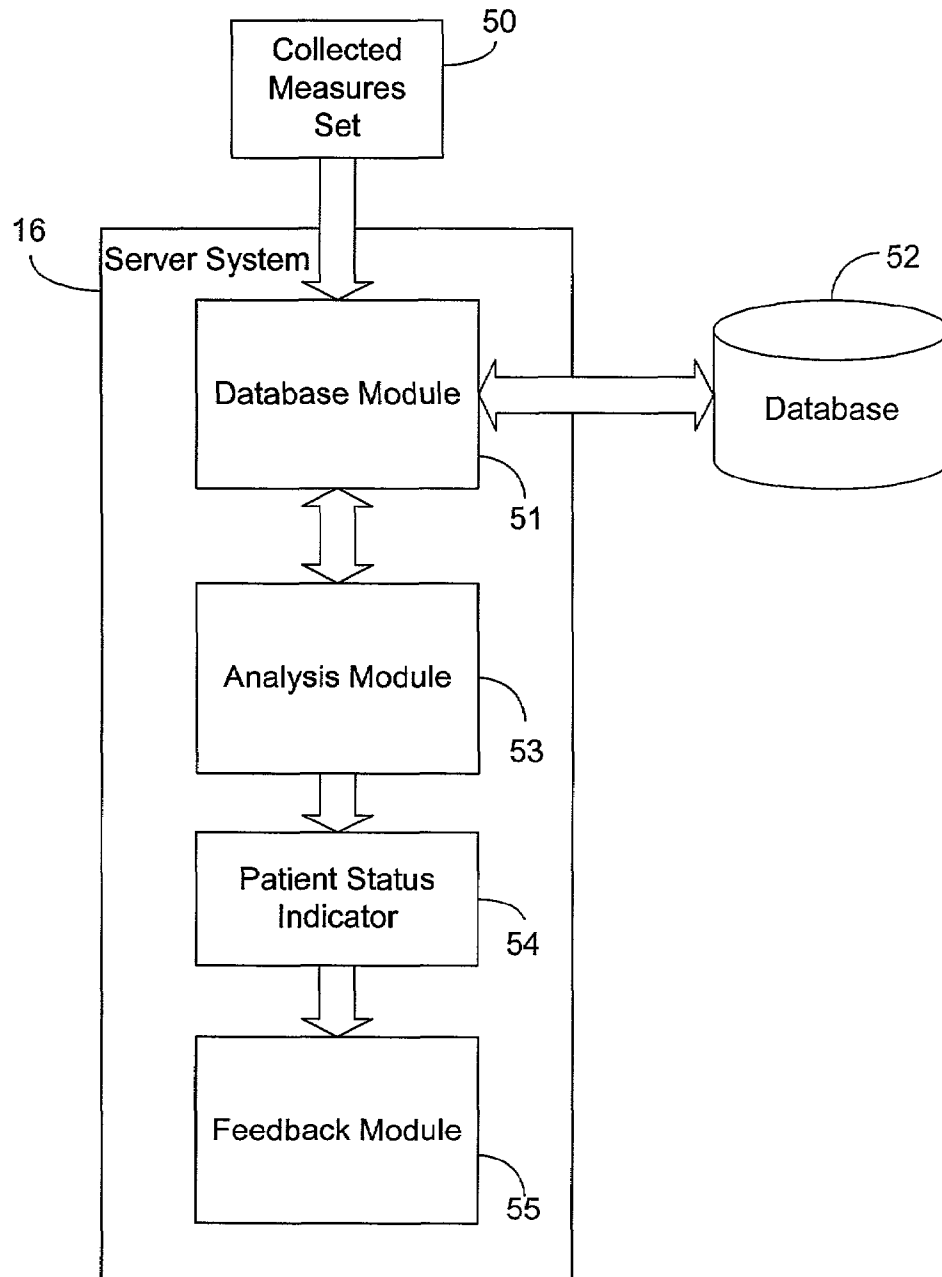 50
Collected
Measures
Set
16
Server System
52
Database Module
Database
51
Analysis Module
53
Patient Status
Indicator
54
Feedback Module
55